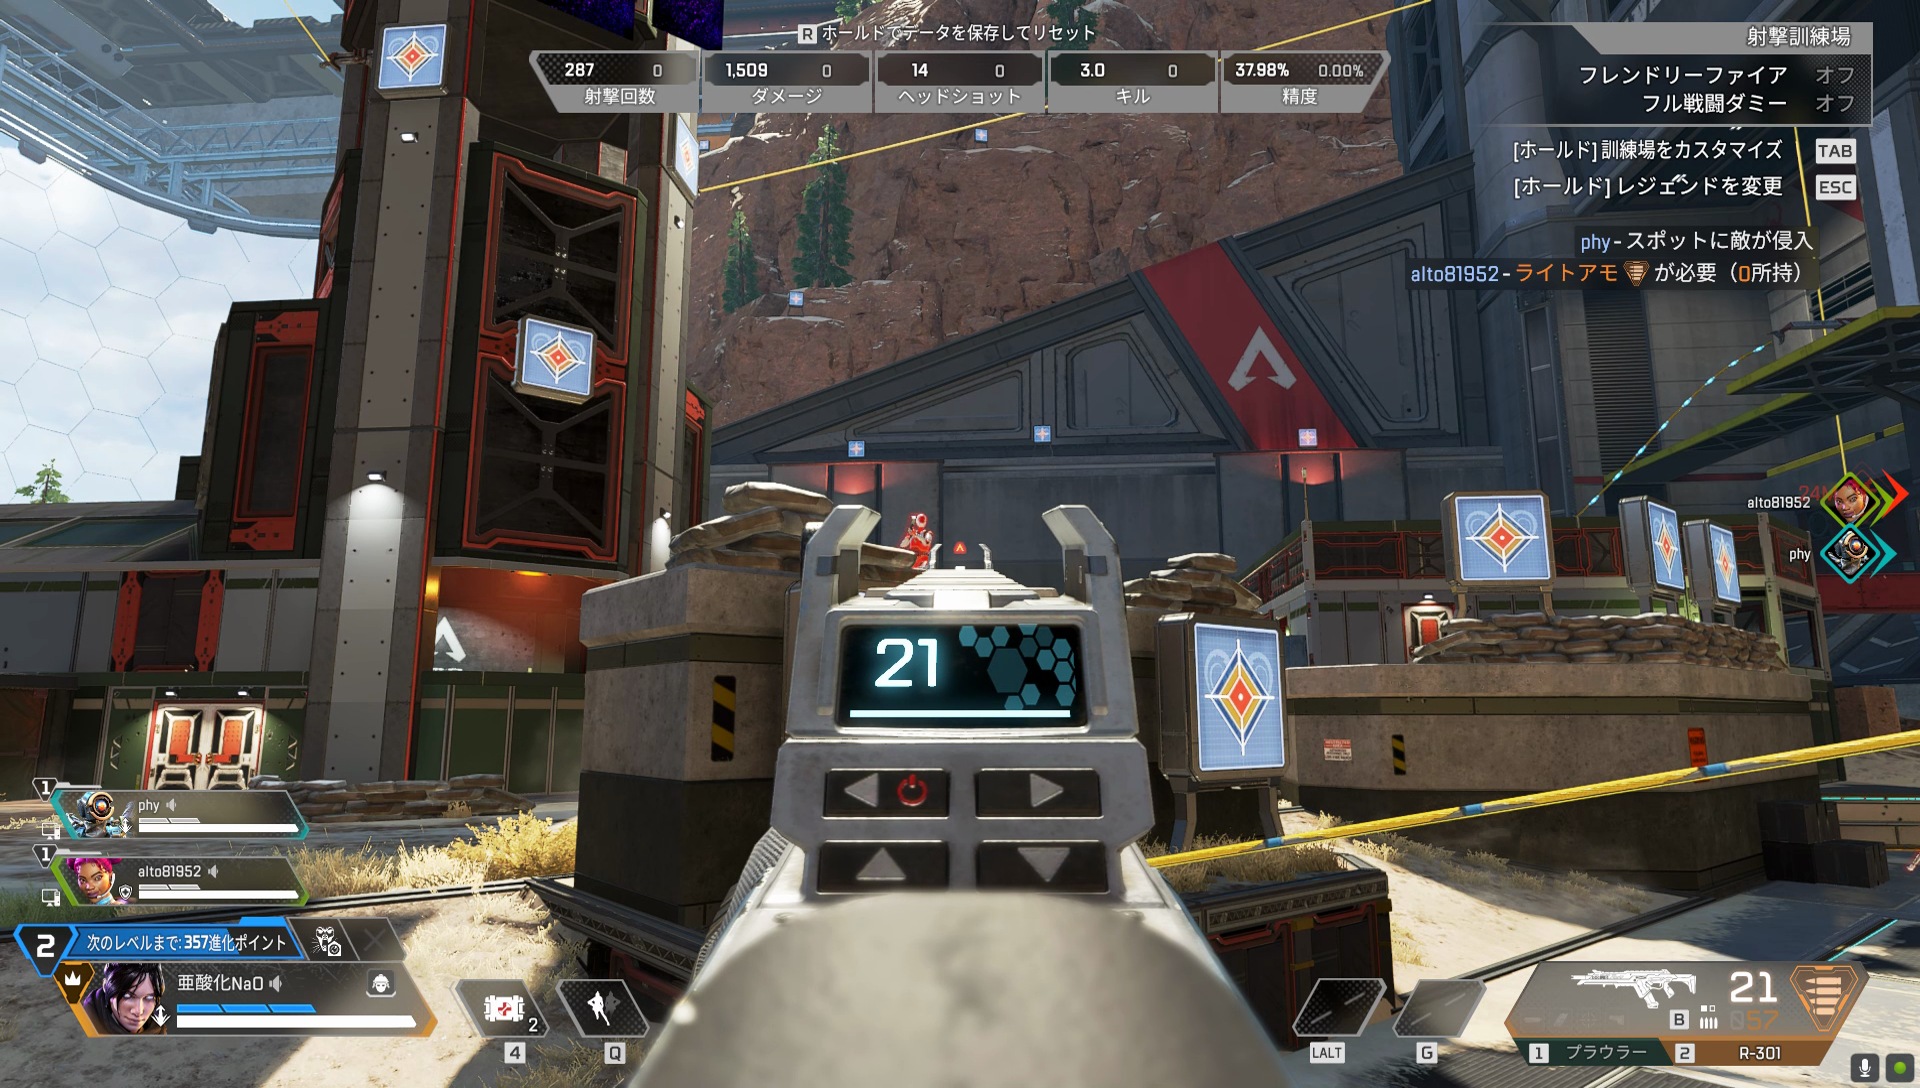 R ホールドでデータを保存してリセット
287 0 1,509 0 14 0 3.0 0 37.98% 0.00%
射撃回数 ダメージ ヘッドショット キル 精度
射撃訓練場
フレンドリーファイア オフ
フル戦闘ダミー オフ
[ホールド] 訓練場をカスタマイズ TAB
[ホールド] レジェンドを変更 ESC
phy - スポットに敵が侵入
alto81952 - ライトアモ が必要（0所持）
alto81952
phy
21
1
phy
1
alto81952
2 次のレベルまで: 357進化ポイント
亜酸化NaO
2
4 Q LALT G
21
B 57
1 プラウラー 2 R-301